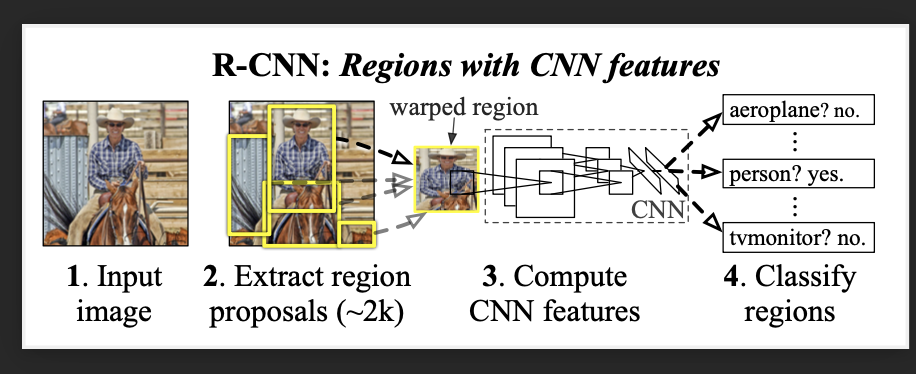 R-CNN: Regions with CNN features
warped region
aeroplane? no.
person? yes.
tvmonitor? no.
CNN
1. Input
image
2. Extract region
proposals (~2k)
3. Compute
CNN features
4. Classify
regions